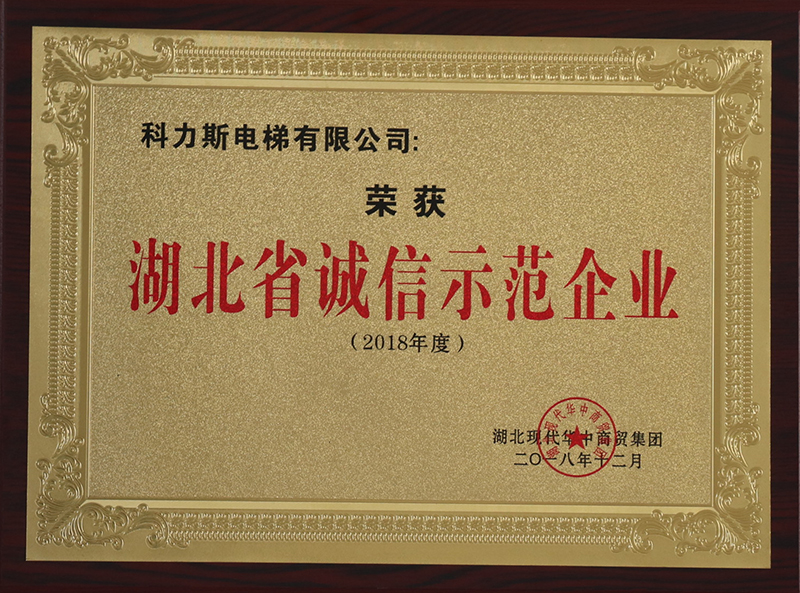 科力斯电梯有限公司:
荣获
湖北省诚信示范企业
（2018年度）
湖北现代华中商贸集团
二〇一八年十二月